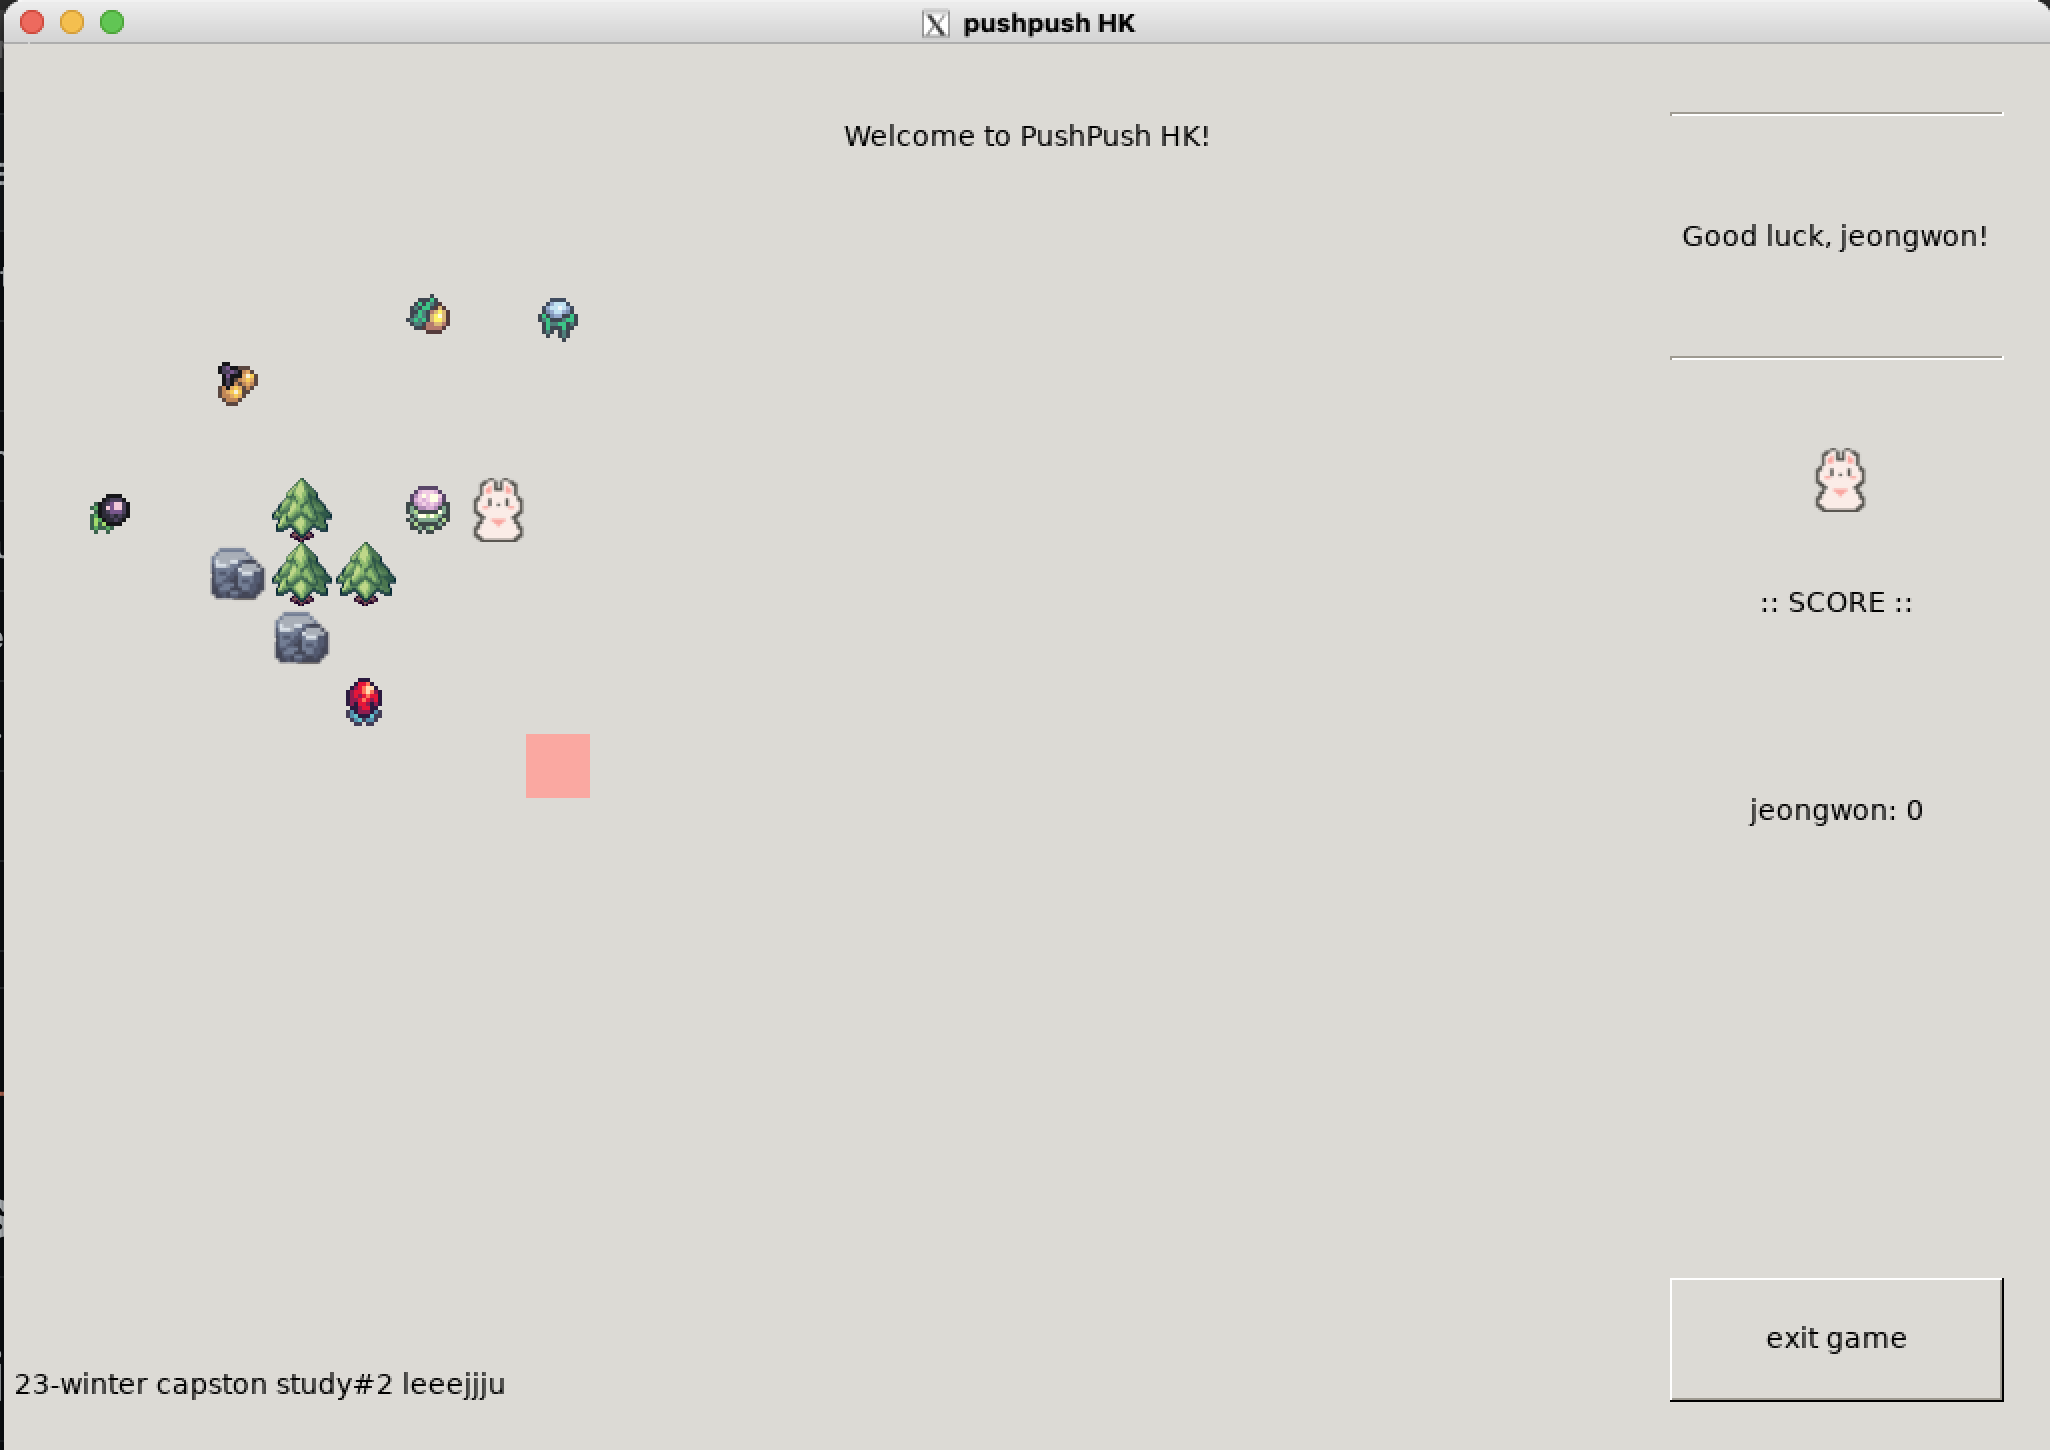 pushpush HK
Welcome to PushPush HK!
Good luck, jeongwon!
:: SCORE ::
jeongwon: 0
exit game
23-winter capston study#2 leeejjju